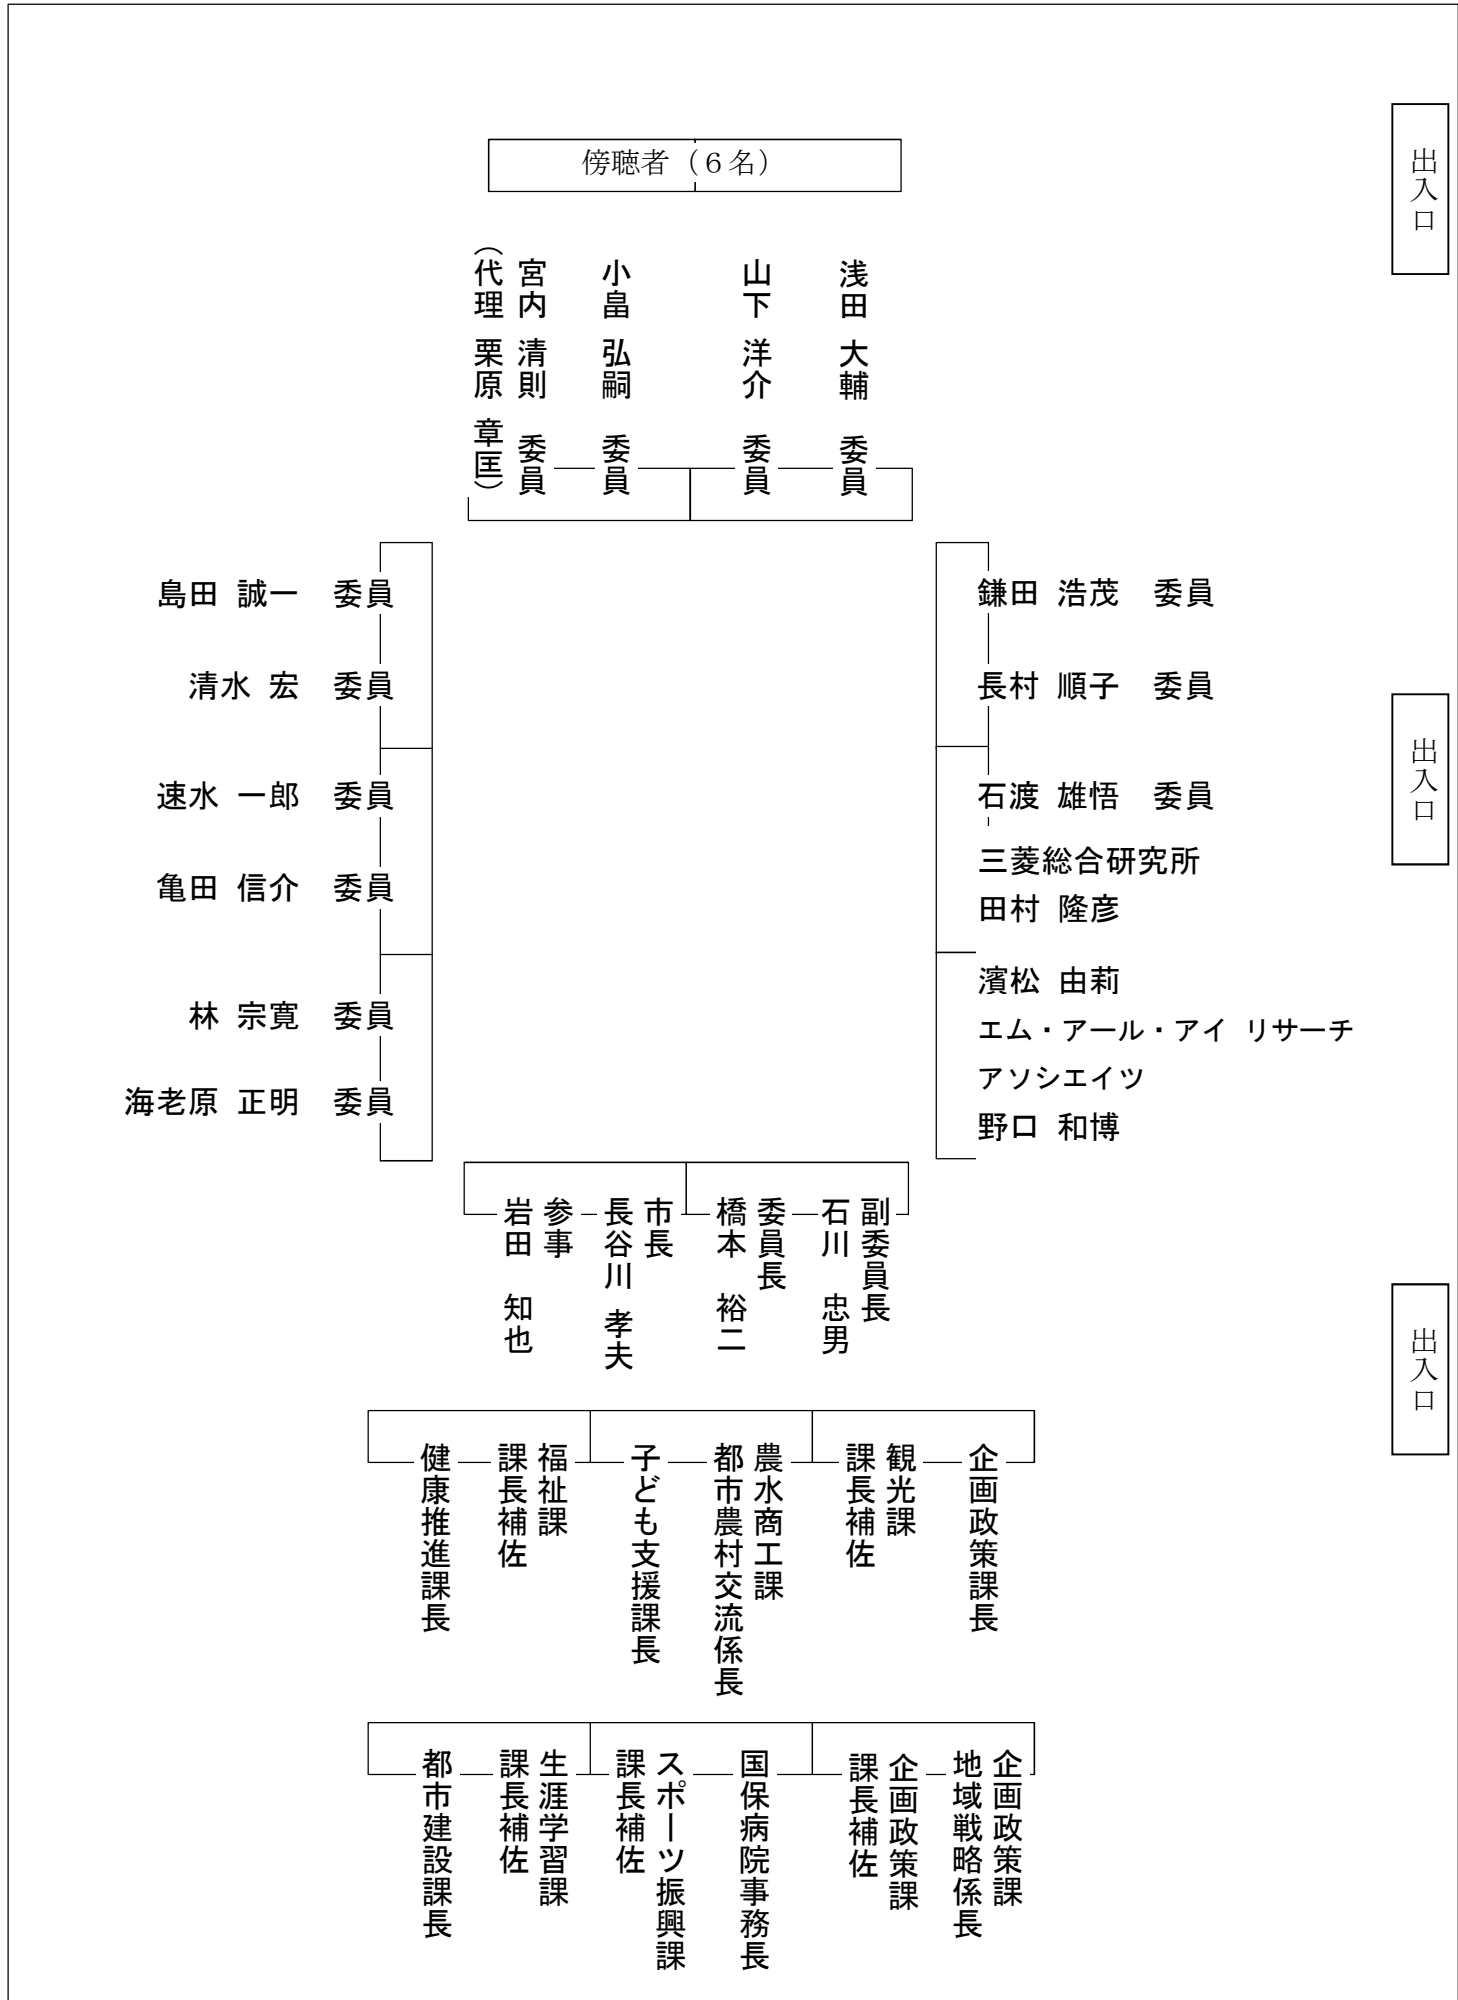 傍聴者（６名）
出入口
浅田 大輔 委員
山下 洋介 委員
小畠 弘嗣 委員
宮内 清則 委員
（代理 栗原 章匡）
島田 誠一 委員
清水 宏 委員
速水 一郎 委員
亀田 信介 委員
林 宗寛 委員
海老原 正明 委員
鎌田 浩茂 委員
長村 順子 委員
石渡 雄悟 委員
三菱総合研究所
田村 隆彦
濱松 由莉
エム・アール・アイ リサーチ
アソシエイツ
野口 和博
出入口
副委員長
石川 忠男
委員長
橋本 裕二
市長
長谷川 孝夫
参事
岩田 知也
出入口
企画政策課長
観光課
課長補佐
農水商工課
都市農村交流係長
子ども支援課長
福祉課
課長補佐
健康推進課長
企画政策課
地域戦略係長
企画政策課
課長補佐
国保病院事務長
スポーツ振興課
課長補佐
生涯学習課
課長補佐
都市建設課長